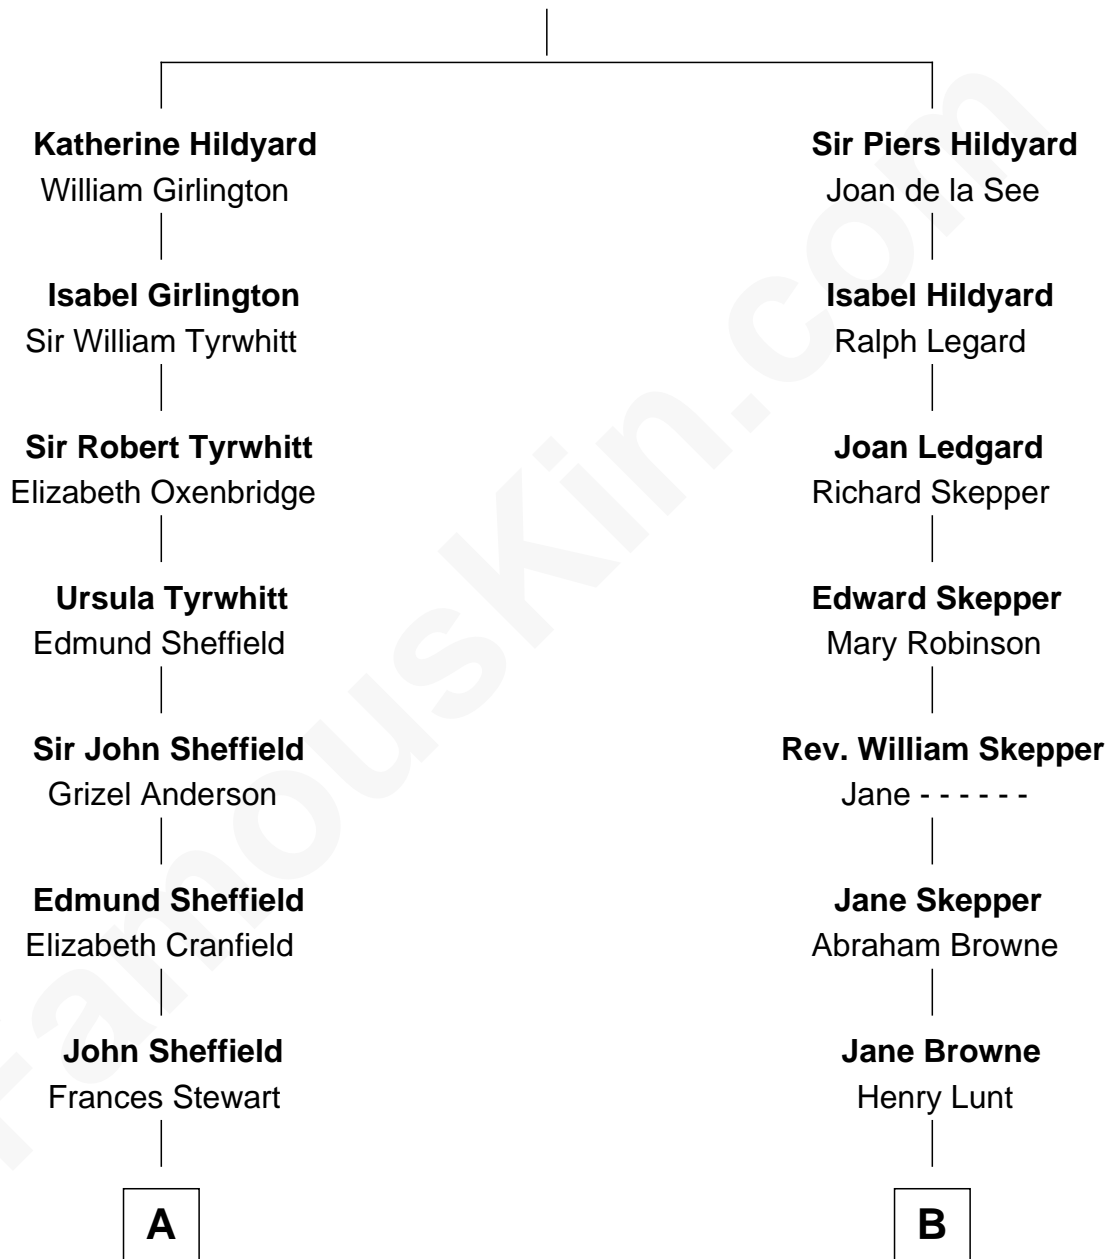 Katherine Hildyard
William Girlington
Isabel Girlington
Sir William Tyrwhitt
Sir Robert Tyrwhitt
Elizabeth Oxenbridge
Ursula Tyrwhitt
Edmund Sheffield
Sir John Sheffield
Grizel Anderson
Edmund Sheffield
Elizabeth Cranfield
John Sheffield
Frances Stewart
A
Sir Piers Hildyard
Joan de la See
Isabel Hildyard
Ralph Legard
Joan Ledgard
Richard Skepper
Edward Skepper
Mary Robinson
Rev. William Skepper
Jane - - - - - -
Jane Skepper
Abraham Browne
Jane Browne
Henry Lunt
B
FamousKin.com